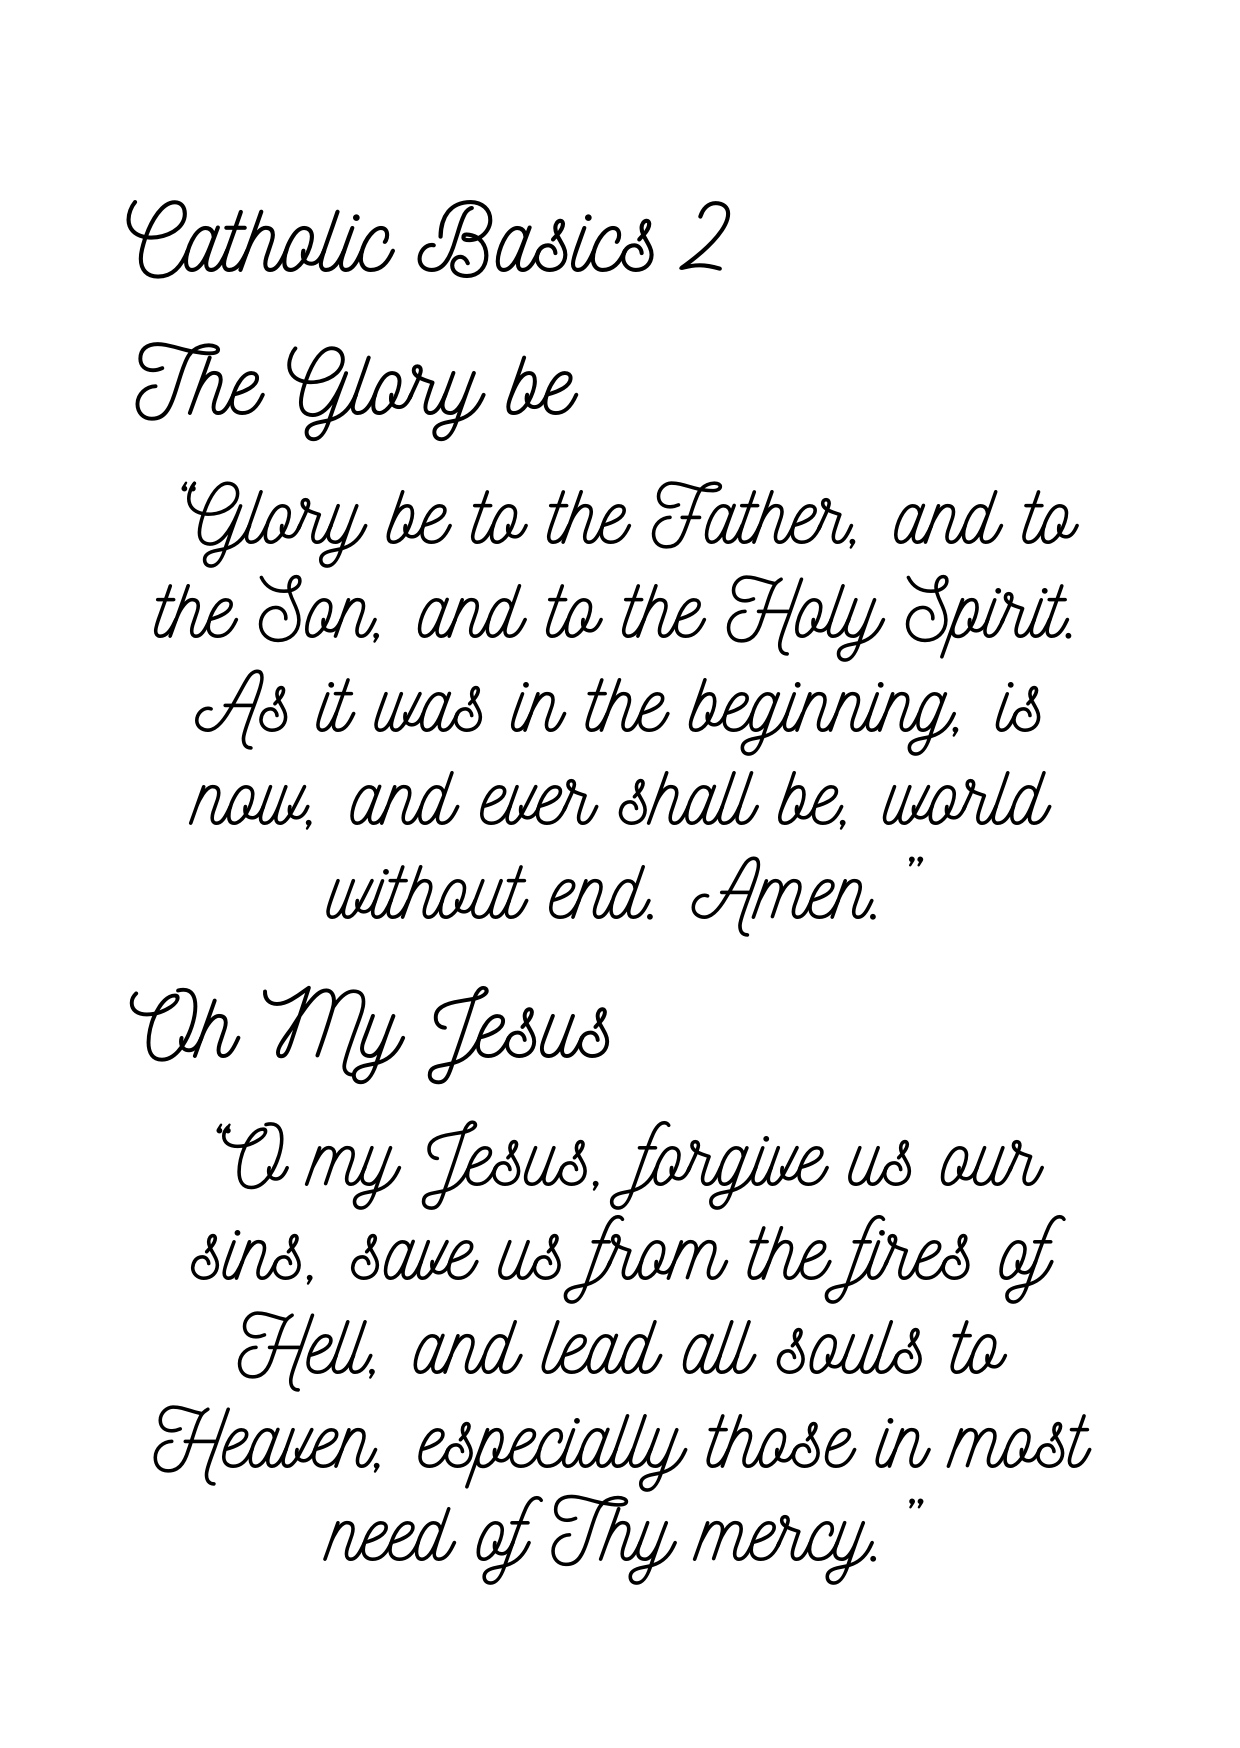 Catholic Basics 2
The Glory be
“Glory be to the Father, and to
the Son, and to the Holy Spirit.
As it was in the beginning, is
now, and ever shall be, world
without end. Amen.”
Oh My Jesus
“O my Jesus, forgive us our
sins, save us from the fires of
Hell, and lead all souls to
Heaven, especially those in most
need of Thy mercy.”